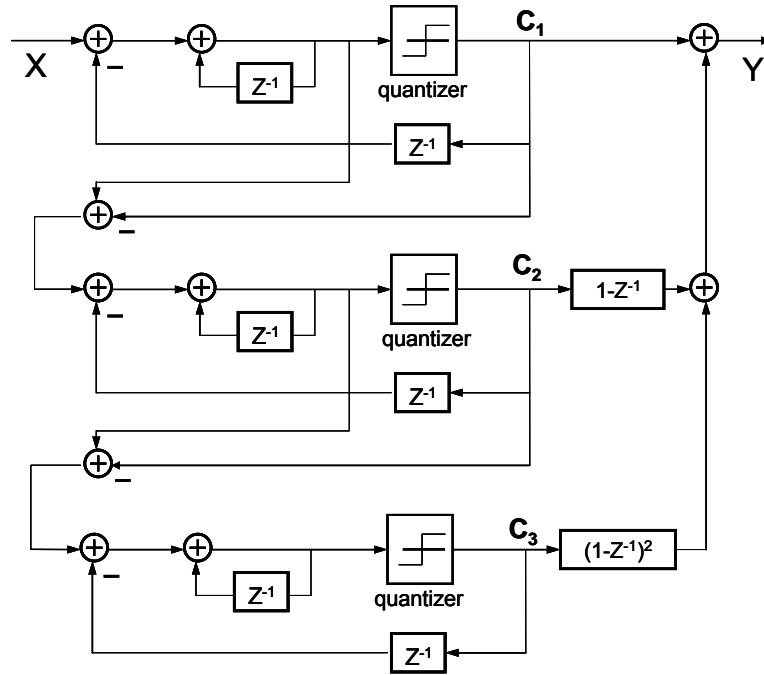 C₁
X
−
Y
Z⁻¹
quantizer
Z⁻¹
−
C₂
1-Z⁻¹
−
Z⁻¹
quantizer
Z⁻¹
−
C₃
(1-Z⁻¹)²
−
Z⁻¹
quantizer
Z⁻¹